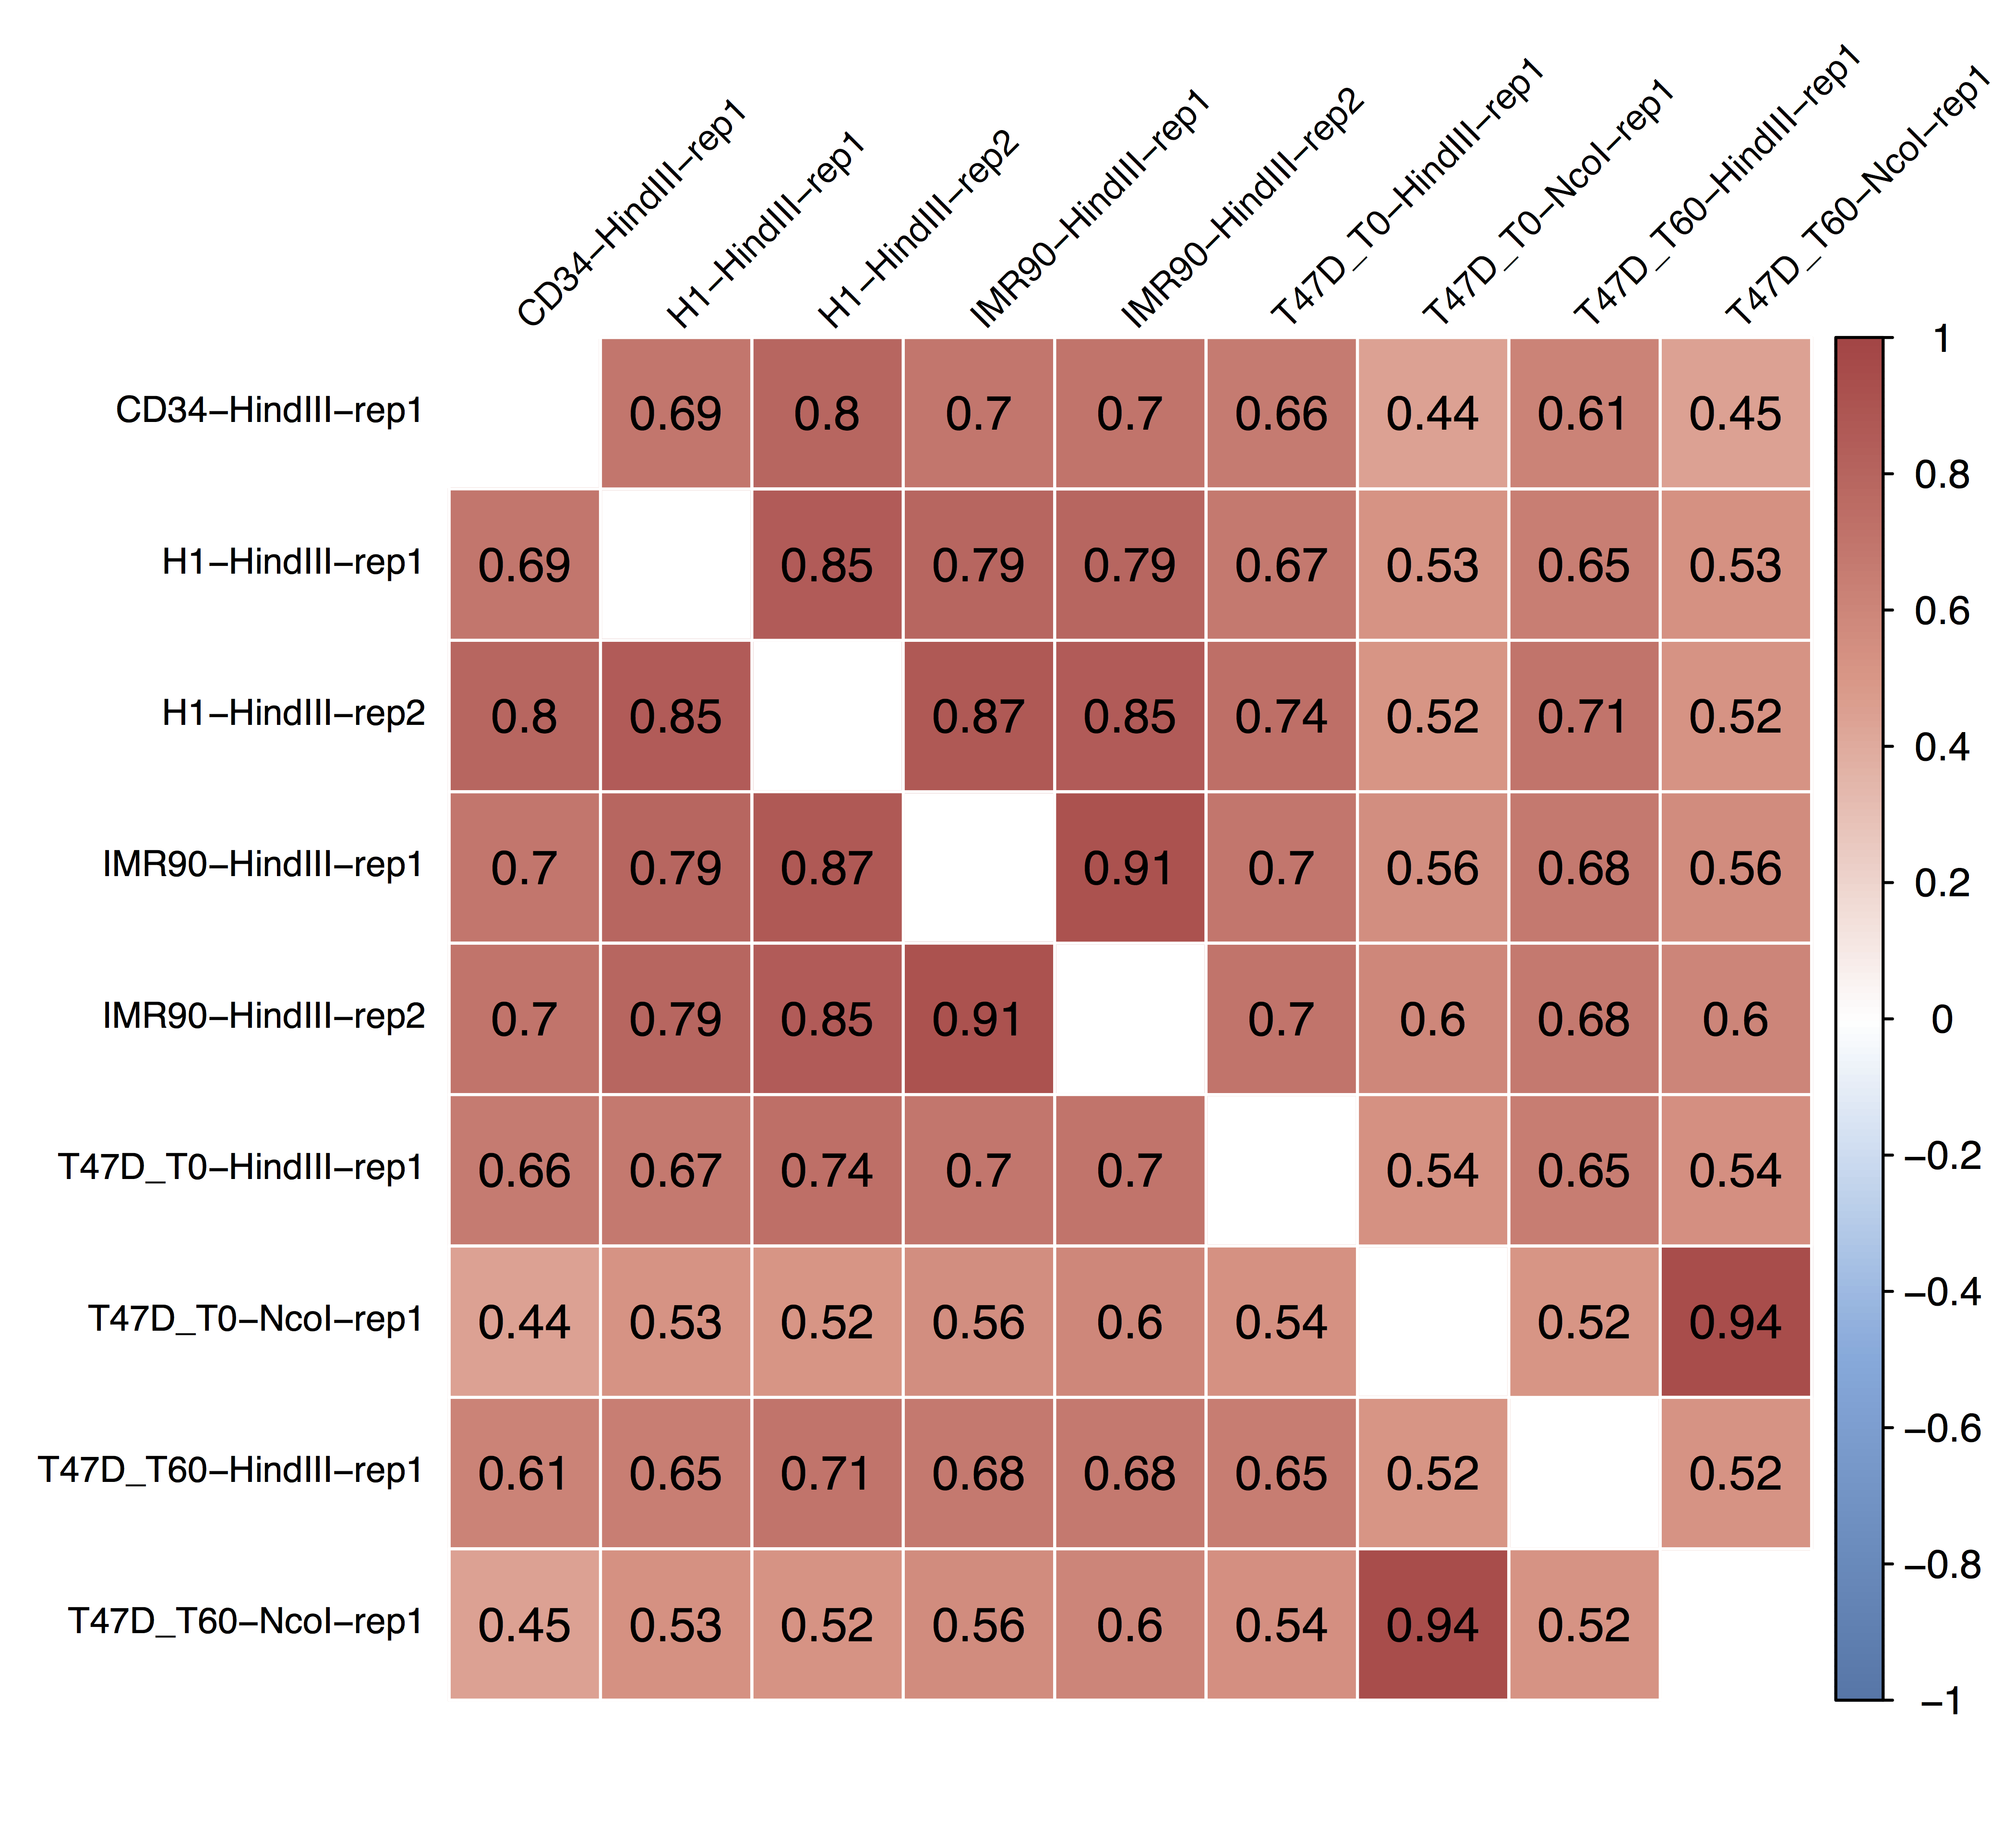 CD34−HindIII−rep1
H1−HindIII−rep1
H1−HindIII−rep2
IMR90−HindIII−rep1
IMR90−HindIII−rep2
T47D_T0−HindIII−rep1
T47D_T0−NcoI−rep1
T47D_T60−HindIII−rep1
T47D_T60−NcoI−rep1
CD34−HindIII−rep1 0.69 0.8 0.7 0.7 0.66 0.44 0.61 0.45
H1−HindIII−rep1 0.69 0.85 0.79 0.79 0.67 0.53 0.65 0.53
H1−HindIII−rep2 0.8 0.85 0.87 0.85 0.74 0.52 0.71 0.52
IMR90−HindIII−rep1 0.7 0.79 0.87 0.91 0.7 0.56 0.68 0.56
IMR90−HindIII−rep2 0.7 0.79 0.85 0.91 0.7 0.6 0.68 0.6
T47D_T0−HindIII−rep1 0.66 0.67 0.74 0.7 0.7 0.54 0.65 0.54
T47D_T0−NcoI−rep1 0.44 0.53 0.52 0.56 0.6 0.54 0.52 0.94
T47D_T60−HindIII−rep1 0.61 0.65 0.71 0.68 0.68 0.65 0.52 0.52
T47D_T60−NcoI−rep1 0.45 0.53 0.52 0.56 0.6 0.54 0.94 0.52
1
0.8
0.6
0.4
0.2
0
−0.2
−0.4
−0.6
−0.8
−1